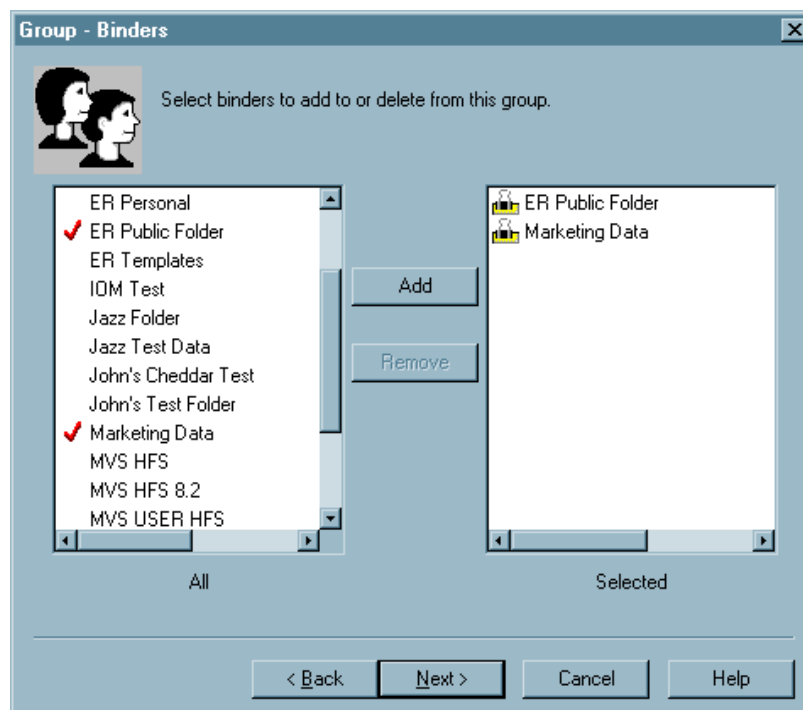 Group - Binders
Select binders to add to or delete from this group.
ER Personal
ER Public Folder
ER Templates
IOM Test
Jazz Folder
Jazz Test Data
John's Cheddar Test
John's Test Folder
Marketing Data
MVS HFS
MVS HFS 8.2
MVS USER HFS
All
Add
Remove
ER Public Folder
Marketing Data
Selected
< Back
Next >
Cancel
Help